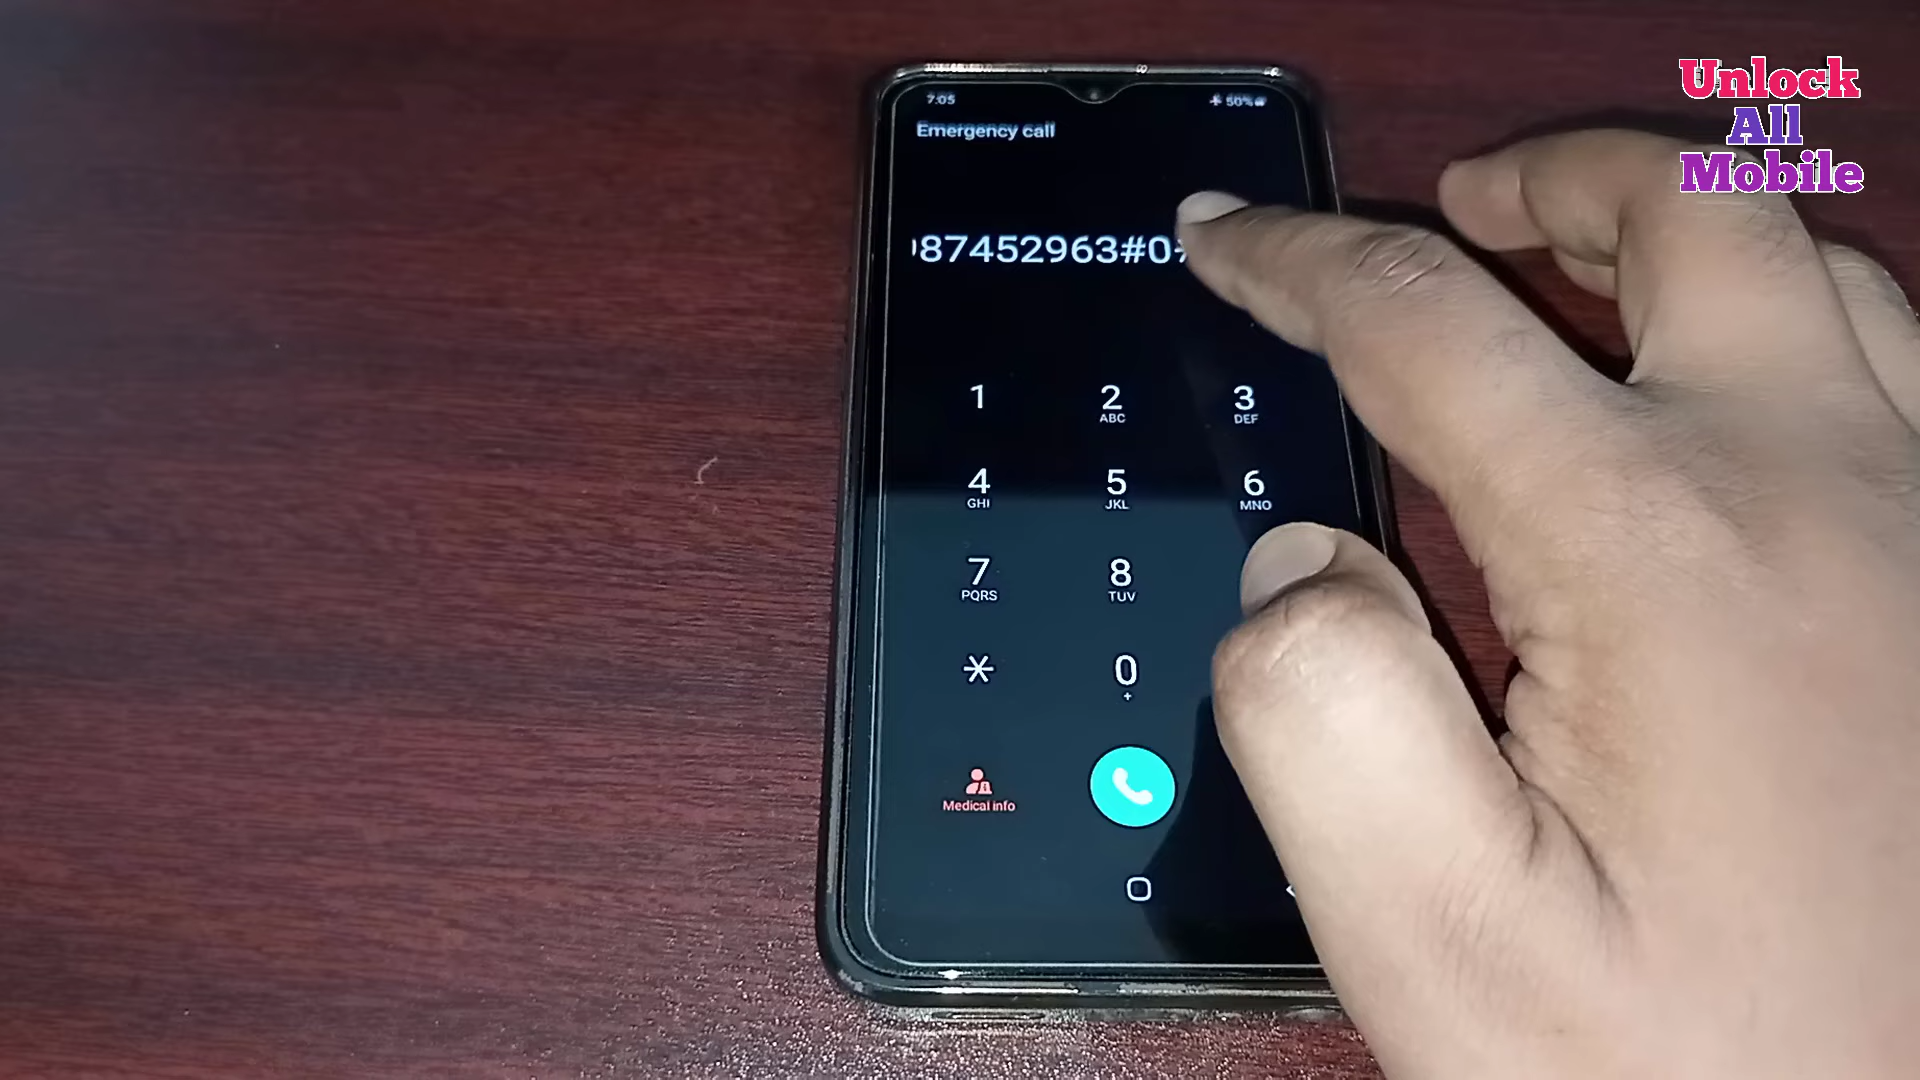 Unlock
All
Mobile
7:05
50%
Emergency call
87452963#0
1
2
ABC
3
DEF
4
GHI
5
JKL
6
MNO
7
PQRS
8
TUV
*
0
+
Medical info